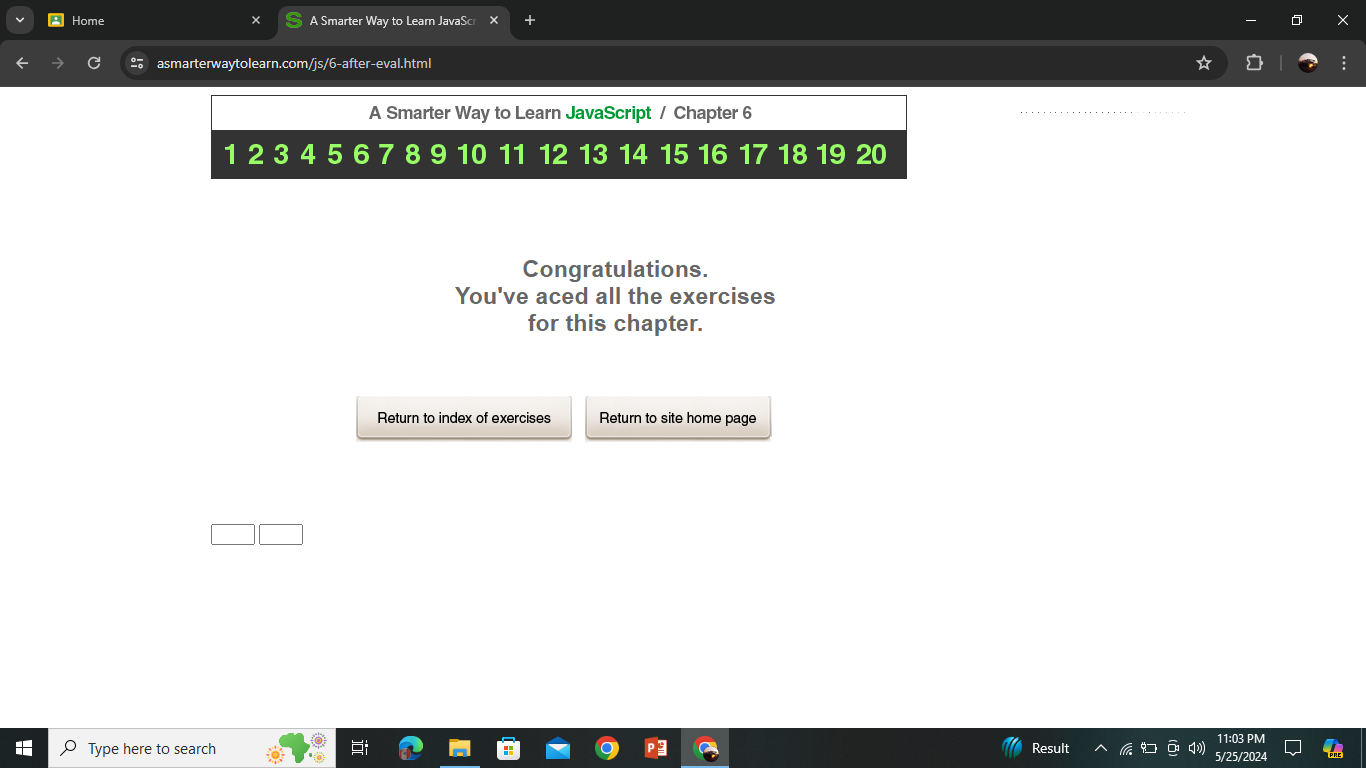 Home
A Smarter Way to Learn JavaScr
asmarterwaytolearn.com/js/6-after-eval.html
A Smarter Way to Learn JavaScript / Chapter 6
1 2 3 4 5 6 7 8 9 10 11 12 13 14 15 16 17 18 19 20
Congratulations.
You've aced all the exercises
for this chapter.
Return to index of exercises
Return to site home page
Type here to search
Result
11:03 PM
5/25/2024